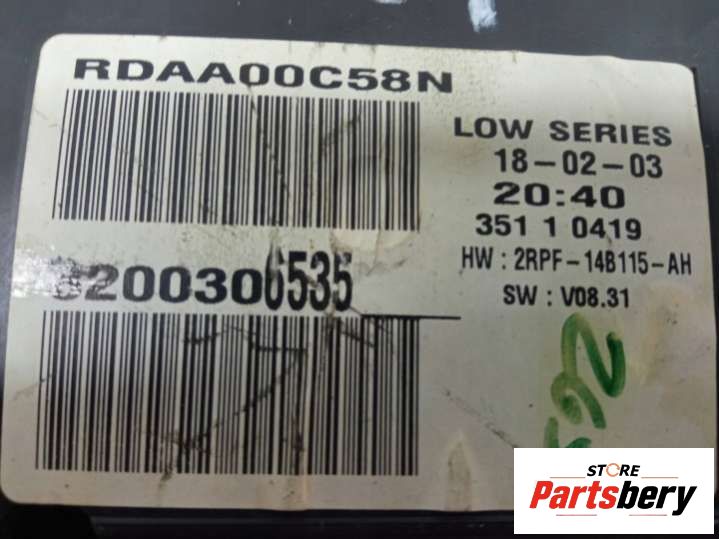 RDAA00C58N
LOW SERIES
18-02-03
20:40
351 1 0419
HW : 2RPF-14B115-AH
SW : V08.31
8200306535
STORE
Partsbery